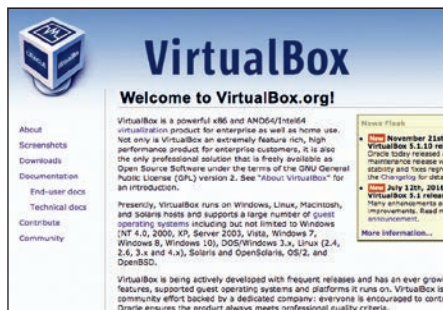 VirtualBox
Welcome to VirtualBox.org!
About
Screenshots
Downloads
Documentation
End-user docs
Technical docs
Contribute
Community
VirtualBox is a powerful x86 and AMD64/Intel64
virtualization product for enterprise as well as home use.
Not only is VirtualBox an extremely feature rich, high
performance product for enterprise customers, it is also
the only professional solution that is freely available as
Open Source Software under the terms of the GNU General
Public License (GPL) version 2. See "About VirtualBox" for
an introduction.
Presently, VirtualBox runs on Windows, Linux, Macintosh,
and Solaris hosts and supports a large number of guest
operating systems including but not limited to Windows
(NT 4.0, 2000, XP, Server 2003, Vista, Windows 7,
Windows 8, Windows 10), DOS/Windows 3.x, Linux (2.4,
2.6, 3.x and 4.x), Solaris and OpenSolaris, OS/2, and
OpenBSD.
VirtualBox is being actively developed with frequent releases and has an ever grow
features, supported guest operating systems and platforms it runs on. VirtualBox is
community effort backed by a dedicated company: everyone is encouraged to cont
Oracle ensures the product always meets professional quality criteria.
News Flash
New November 21st
VirtualBox 5.1.10 re
Oracle today released
maintenance release
stability and fixes reg
the Changelog for deta
New July 12th, 2016
VirtualBox 5.1 releas
Many enhancements a
improvements. Read
announcement.
More information...